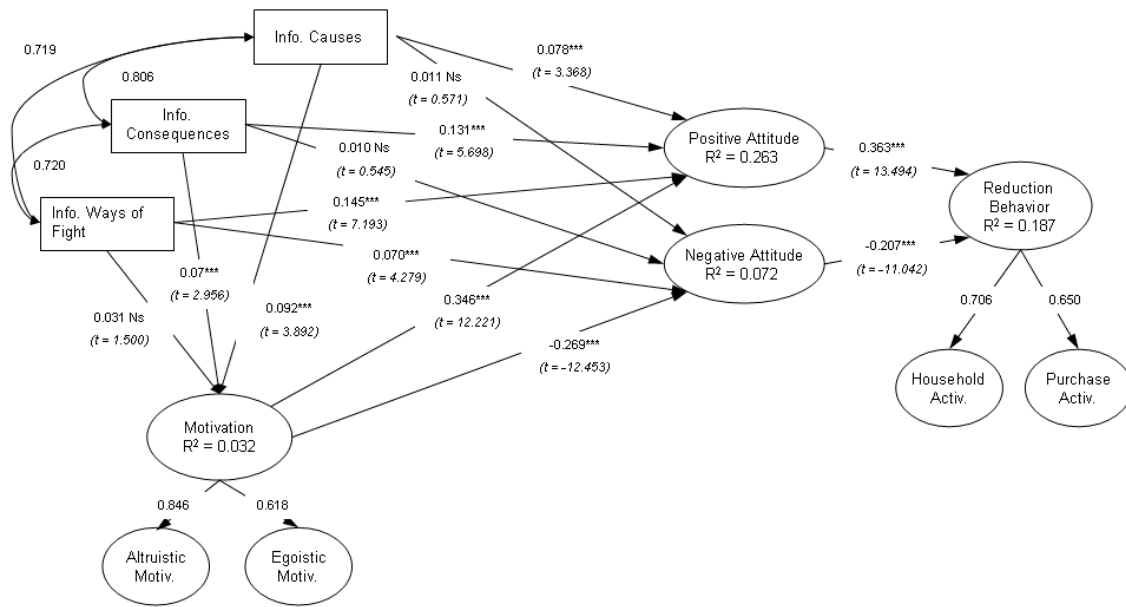 Info. Causes
0.719
0.078***
(t = 3.368)
0.806
0.011 Ns
(t = 0.571)
Info.
Consequences
0.131***
(t = 5.698)
Positive Attitude
R² = 0.263
0.363***
(t = 13.494)
0.010 Ns
(t = 0.545)
0.720
Reduction
Behavior
R² = 0.187
Info. Ways of
Fight
0.145***
(t = 7.193)
0.070***
(t = 4.279)
Negative Attitude
R² = 0.072
-0.207***
(t = -11.042)
0.07***
(t = 2.956)
0.031 Ns
(t = 1.500)
0.092***
(t = 3.892)
0.346***
(t = 12.221)
-0.269***
(t = -12.453)
0.706
0.650
Household
Activ.
Purchase
Activ.
Motivation
R² = 0.032
0.846
0.618
Altruistic
Motiv.
Egoistic
Motiv.